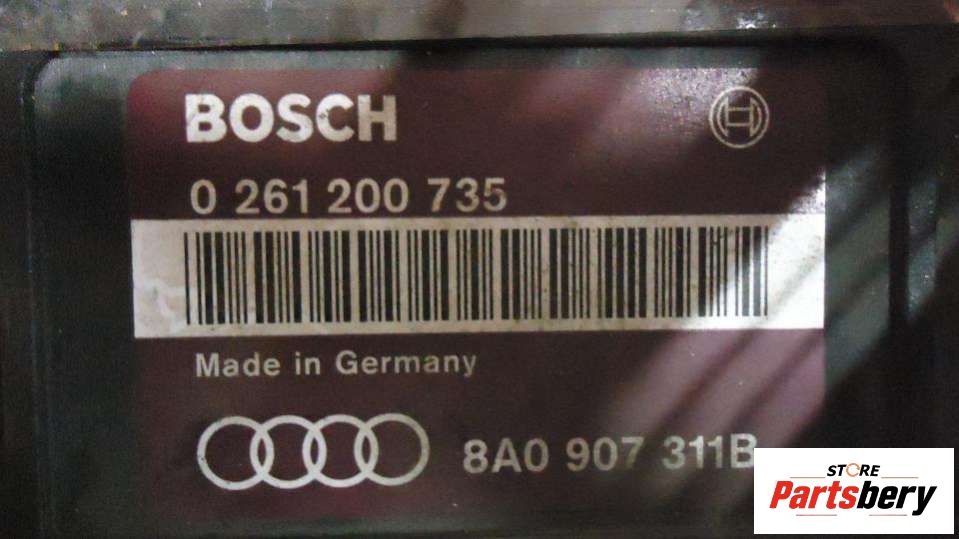 BOSCH
0 261 200 735
Made in Germany
8A0 907 311B
STORE
Partsbery